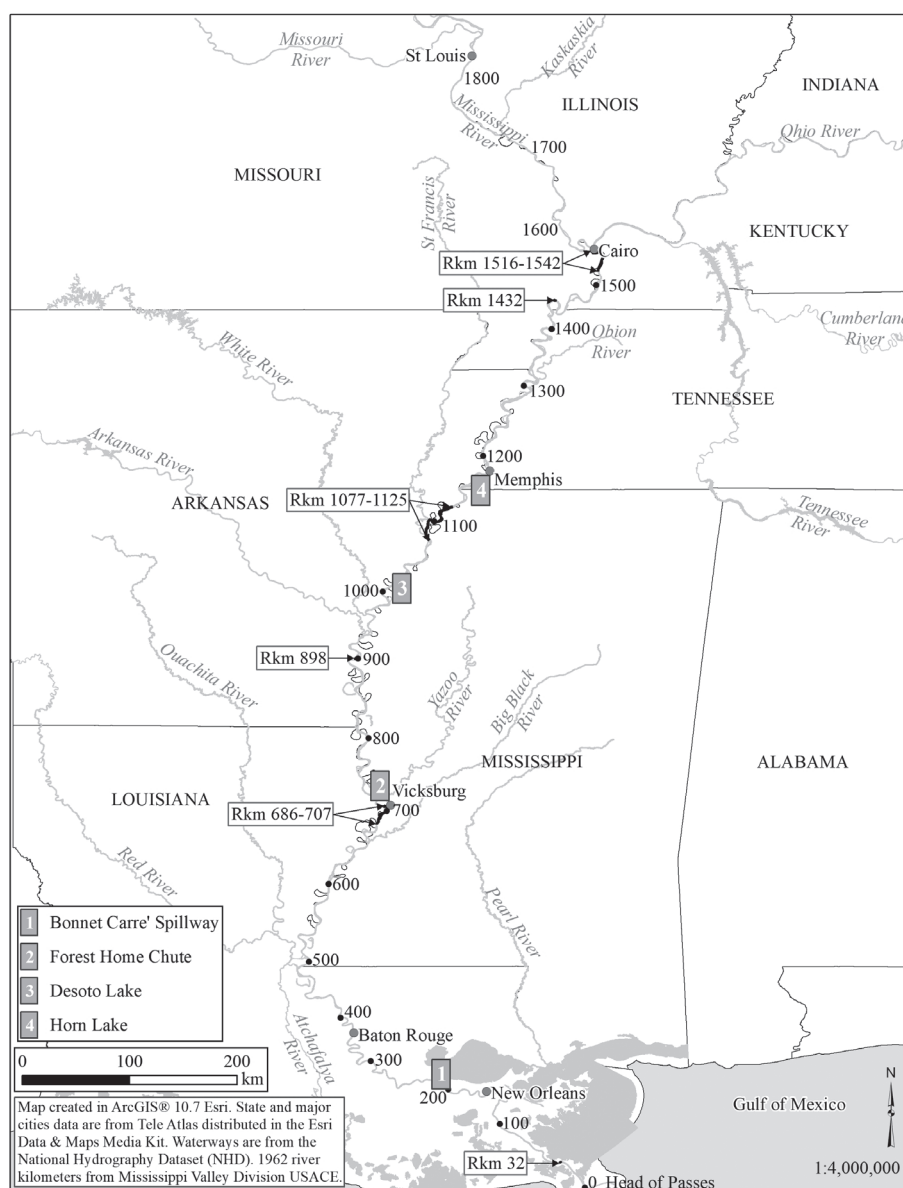 Missouri
River
St Louis
1800
Kaskaskia
River
ILLINOIS
INDIANA
Mississippi
River
Ohio River
1700
MISSOURI
St Francis
River
1600
KENTUCKY
Cairo
Rkm 1516-1542
1500
Rkm 1432
1400
Obion
River
Cumberland
River
White River
1300
TENNESSEE
Arkansas River
1200
Memphis
4
ARKANSAS
Rkm 1077-1125
1100
Tennessee
River
1000
3
Rkm 898
900
Ouachita River
Yazoo
River
Big Black
River
800
MISSISSIPPI
ALABAMA
2
Vicksburg
LOUISIANA
700
Rkm 686-707
Red River
600
Pearl River
1 Bonnet Carre' Spillway
2 Forest Home Chute
3 Desoto Lake
4 Horn Lake
500
Atchafalya
River
400
Baton Rouge
300
1
200
New Orleans
100
Gulf of Mexico
N
0 100 200
km
Map created in ArcGIS® 10.7 Esri. State and major
cities data are from Tele Atlas distributed in the Esri
Data & Maps Media Kit. Waterways are from the
National Hydrography Dataset (NHD). 1962 river
kilometers from Mississippi Valley Division USACE.
Rkm 32
1:4,000,000
0 Head of Passes